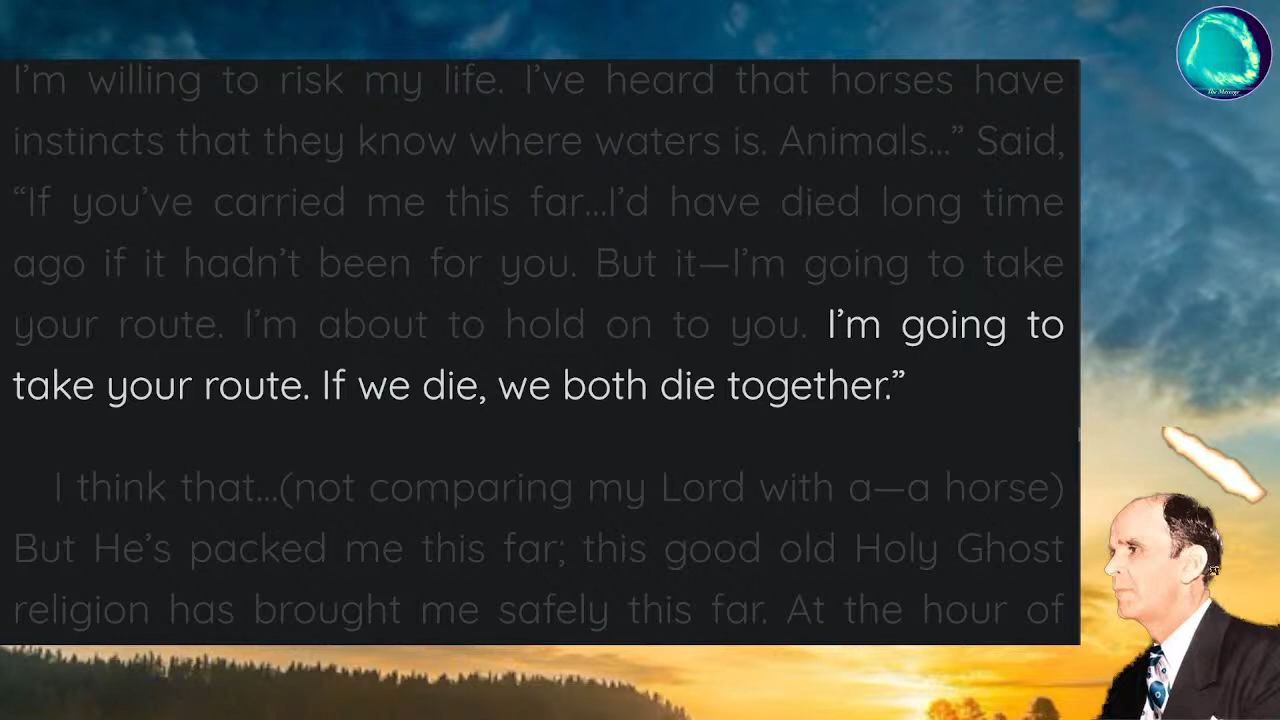 I’m willing to risk my life. I’ve heard that horses have
instincts that they know where waters is. Animals...” Said,
“If you’ve carried me this far...I’d have died long time
ago if it hadn’t been for you. But it—I’m going to take
your route. I’m about to hold on to you. I’m going to
take your route. If we die, we both die together.”
I think that...(not comparing my Lord with a—a horse)
But He’s packed me this far; this good old Holy Ghost
religion has brought me safely this far. At the hour of
The Message